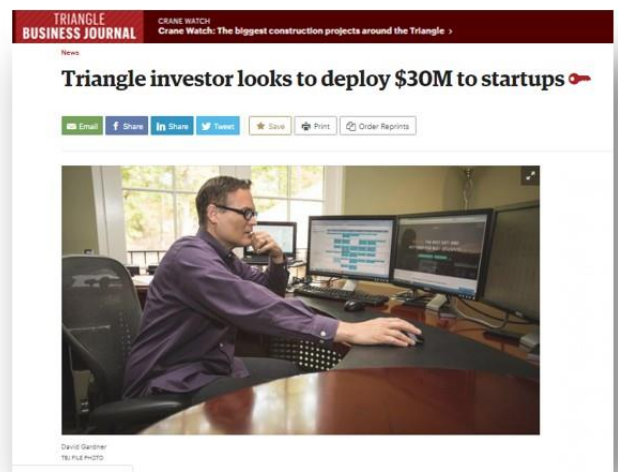 TRIANGLE
BUSINESS JOURNAL
CRANE WATCH
Crane Watch: The biggest construction projects around the Triangle ›
News
Triangle investor looks to deploy $30M to startups
Email
Share
Share
Tweet
Save
Print
Order Reprints
David Gardner
TBJ FILE PHOTO